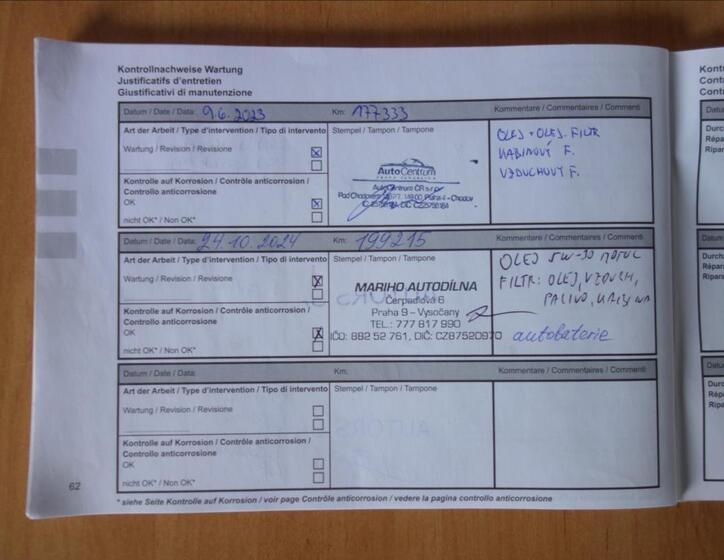 Kontrollnachweise Wartung
Justificatifs d'entretien
Giustificativi di manutenzione
Datum / Date / Data: 9.6.2023 Km: 177333 Kommentare / Commentaires / Commenti
Art der Arbeit / Type d'intervention / Tipo di intervento Stempel / Tampon / Tampone
OLEJ + OLEJ. FILTR
Wartung / Revision / Revisione
KABINOVÝ F.
VZDUCHOVÝ F.
AutoCentrum
Kontrolle auf Korrosion / Contrôle anticorrosion /
Controllo anticorrosione
OK
nicht OK* / Non OK*
AutoCentrum ČR s.r.o.
Praha 4 - Chodov
Datum / Date / Data: 24.10.2024 Km: 199215 Kommentare / Commentaires / Commenti
Art der Arbeit / Type d'intervention / Tipo di intervento Stempel / Tampon / Tampone
OLEJ 5W-30 MOTUL
Wartung / Revision / Revisione
FILTR: OLEJ, VZDUCH,
PALIVO, KABINA
autobaterie
MARIHO AUTODÍLNA
Čerpadlová 6
Praha 9 – Vysočany
TEL.: 777 817 990
IČO: 882 52 761, DIČ: CZ87520970
Kontrolle auf Korrosion / Contrôle anticorrosion /
Controllo anticorrosione
OK
nicht OK* / Non OK*
Datum / Date / Data: Km: Kommentare / Commentaires / Commenti
Art der Arbeit / Type d'intervention / Tipo di intervento Stempel / Tampon / Tampone
Wartung / Revision / Revisione
Kontrolle auf Korrosion / Contrôle anticorrosion /
Controllo anticorrosione
OK
nicht OK* / Non OK*
62
* siehe Seite Kontrolle auf Korrosion / voir page Contrôle anticorrosion / vedere la pagina controllo anticorrosione